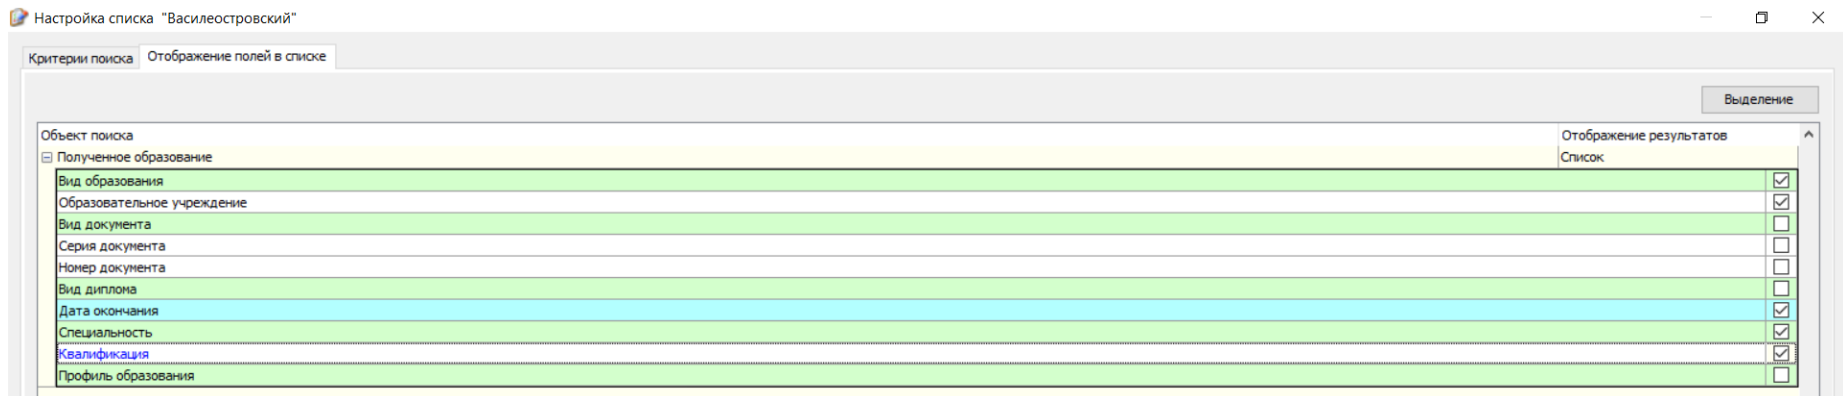 Настройка списка "Василеостровский"
Критерии поиска Отображение полей в списке
Выделение
Объект поиска Отображение результатов
Полученное образование Список
Вид образования
Образовательное учреждение
Вид документа
Серия документа
Номер документа
Вид диплома
Дата окончания
Специальность
Квалификация
Профиль образования